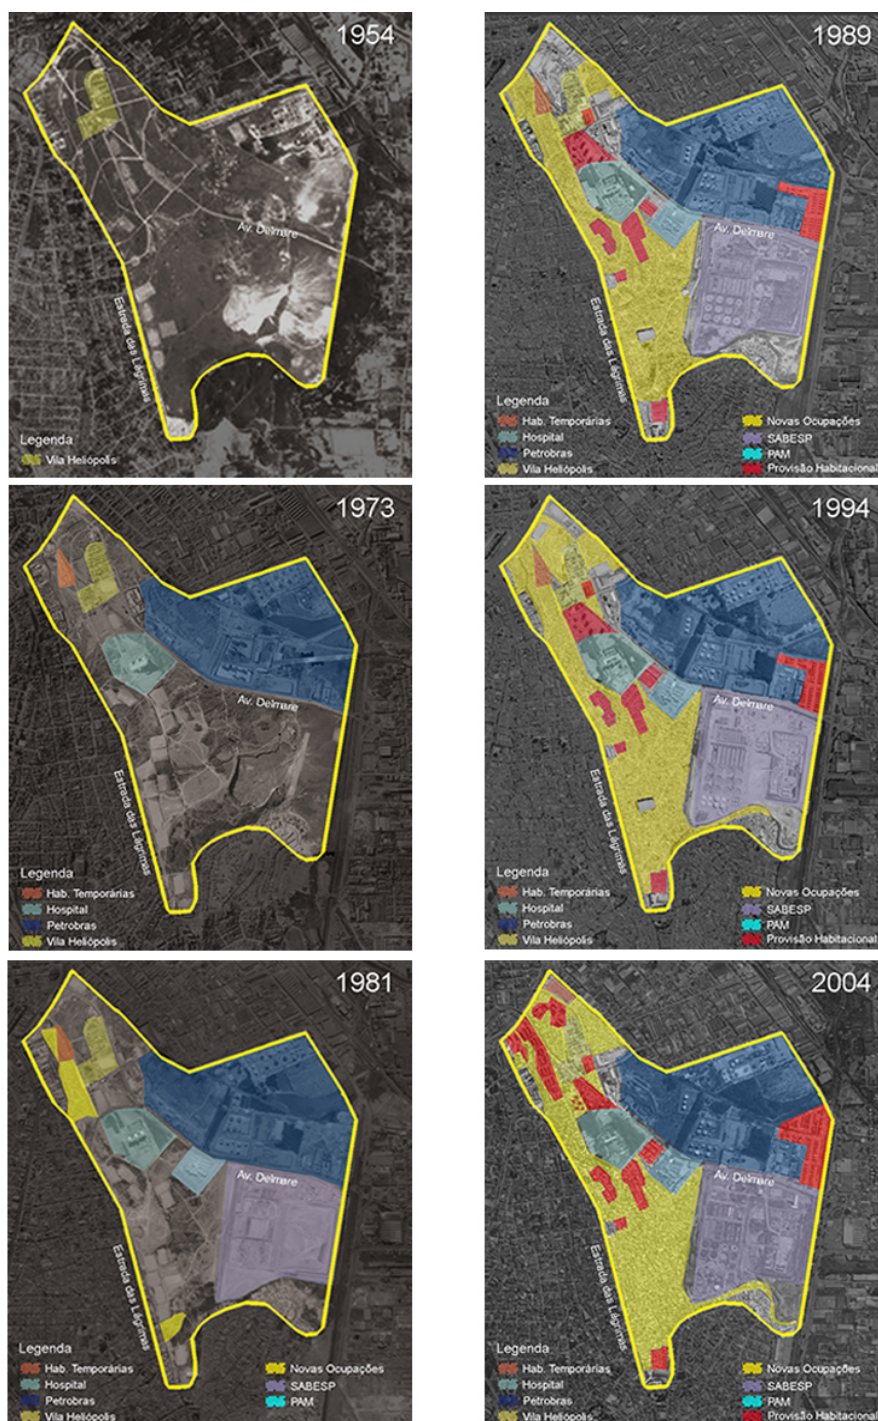 1954
Av. Delmare
Estrada das Lágrimas
Legenda
Vila Heliópolis
1989
Av. Delmare
Estrada das Lágrimas
Legenda
Hab. Temporárias
Hospital
Petrobras
Vila Heliópolis
Novas Ocupações
SABESP
PAM
Provisão Habitacional
1973
Av. Delmare
Estrada das Lágrimas
Legenda
Hab. Temporárias
Hospital
Petrobras
Vila Heliópolis
1994
Av. Delmare
Estrada das Lágrimas
Legenda
Hab. Temporárias
Hospital
Petrobras
Vila Heliópolis
Novas Ocupações
SABESP
PAM
Provisão Habitacional
1981
Av. Delmare
Estrada das Lágrimas
Legenda
Hab. Temporárias
Hospital
Petrobras
Vila Heliópolis
Novas Ocupações
SABESP
PAM
2004
Av. Delmare
Estrada das Lágrimas
Legenda
Hab. Temporárias
Hospital
Petrobras
Vila Heliópolis
Novas Ocupações
SABESP
PAM
Provisão Habitacional